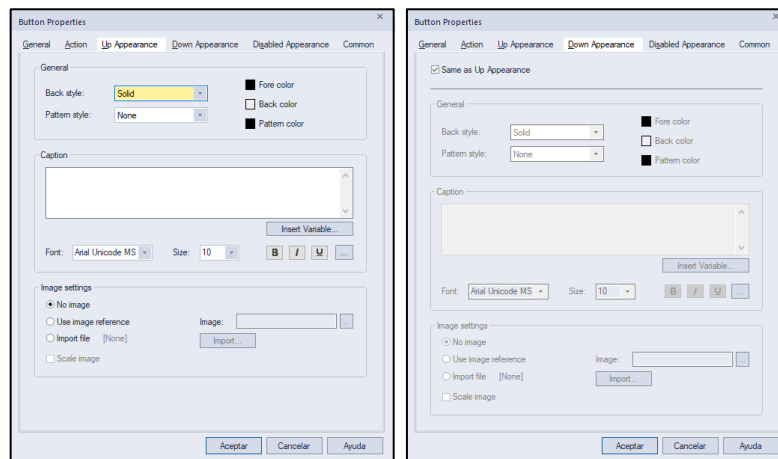 Button Properties
General Action Up Appearance Down Appearance Disabled Appearance Common
General
Back style: Solid Fore color
Back color
Pattern style: None Pattern color
Caption
Insert Variable...
Font: Arial Unicode MS Size: 10 B I U ...
Image settings
No image
Use image reference Image: ...
Import file [None] Import...
Scale image
Aceptar Cancelar Ayuda
Button Properties
General Action Up Appearance Down Appearance Disabled Appearance Common
Same as Up Appearance
General
Back style: Solid Fore color
Back color
Pattern style: None Pattern color
Caption
Insert Variable...
Font: Arial Unicode MS Size: 10 B I U ...
Image settings
No image
Use image reference Image: ...
Import file [None] Import...
Scale image
Aceptar Cancelar Ayuda